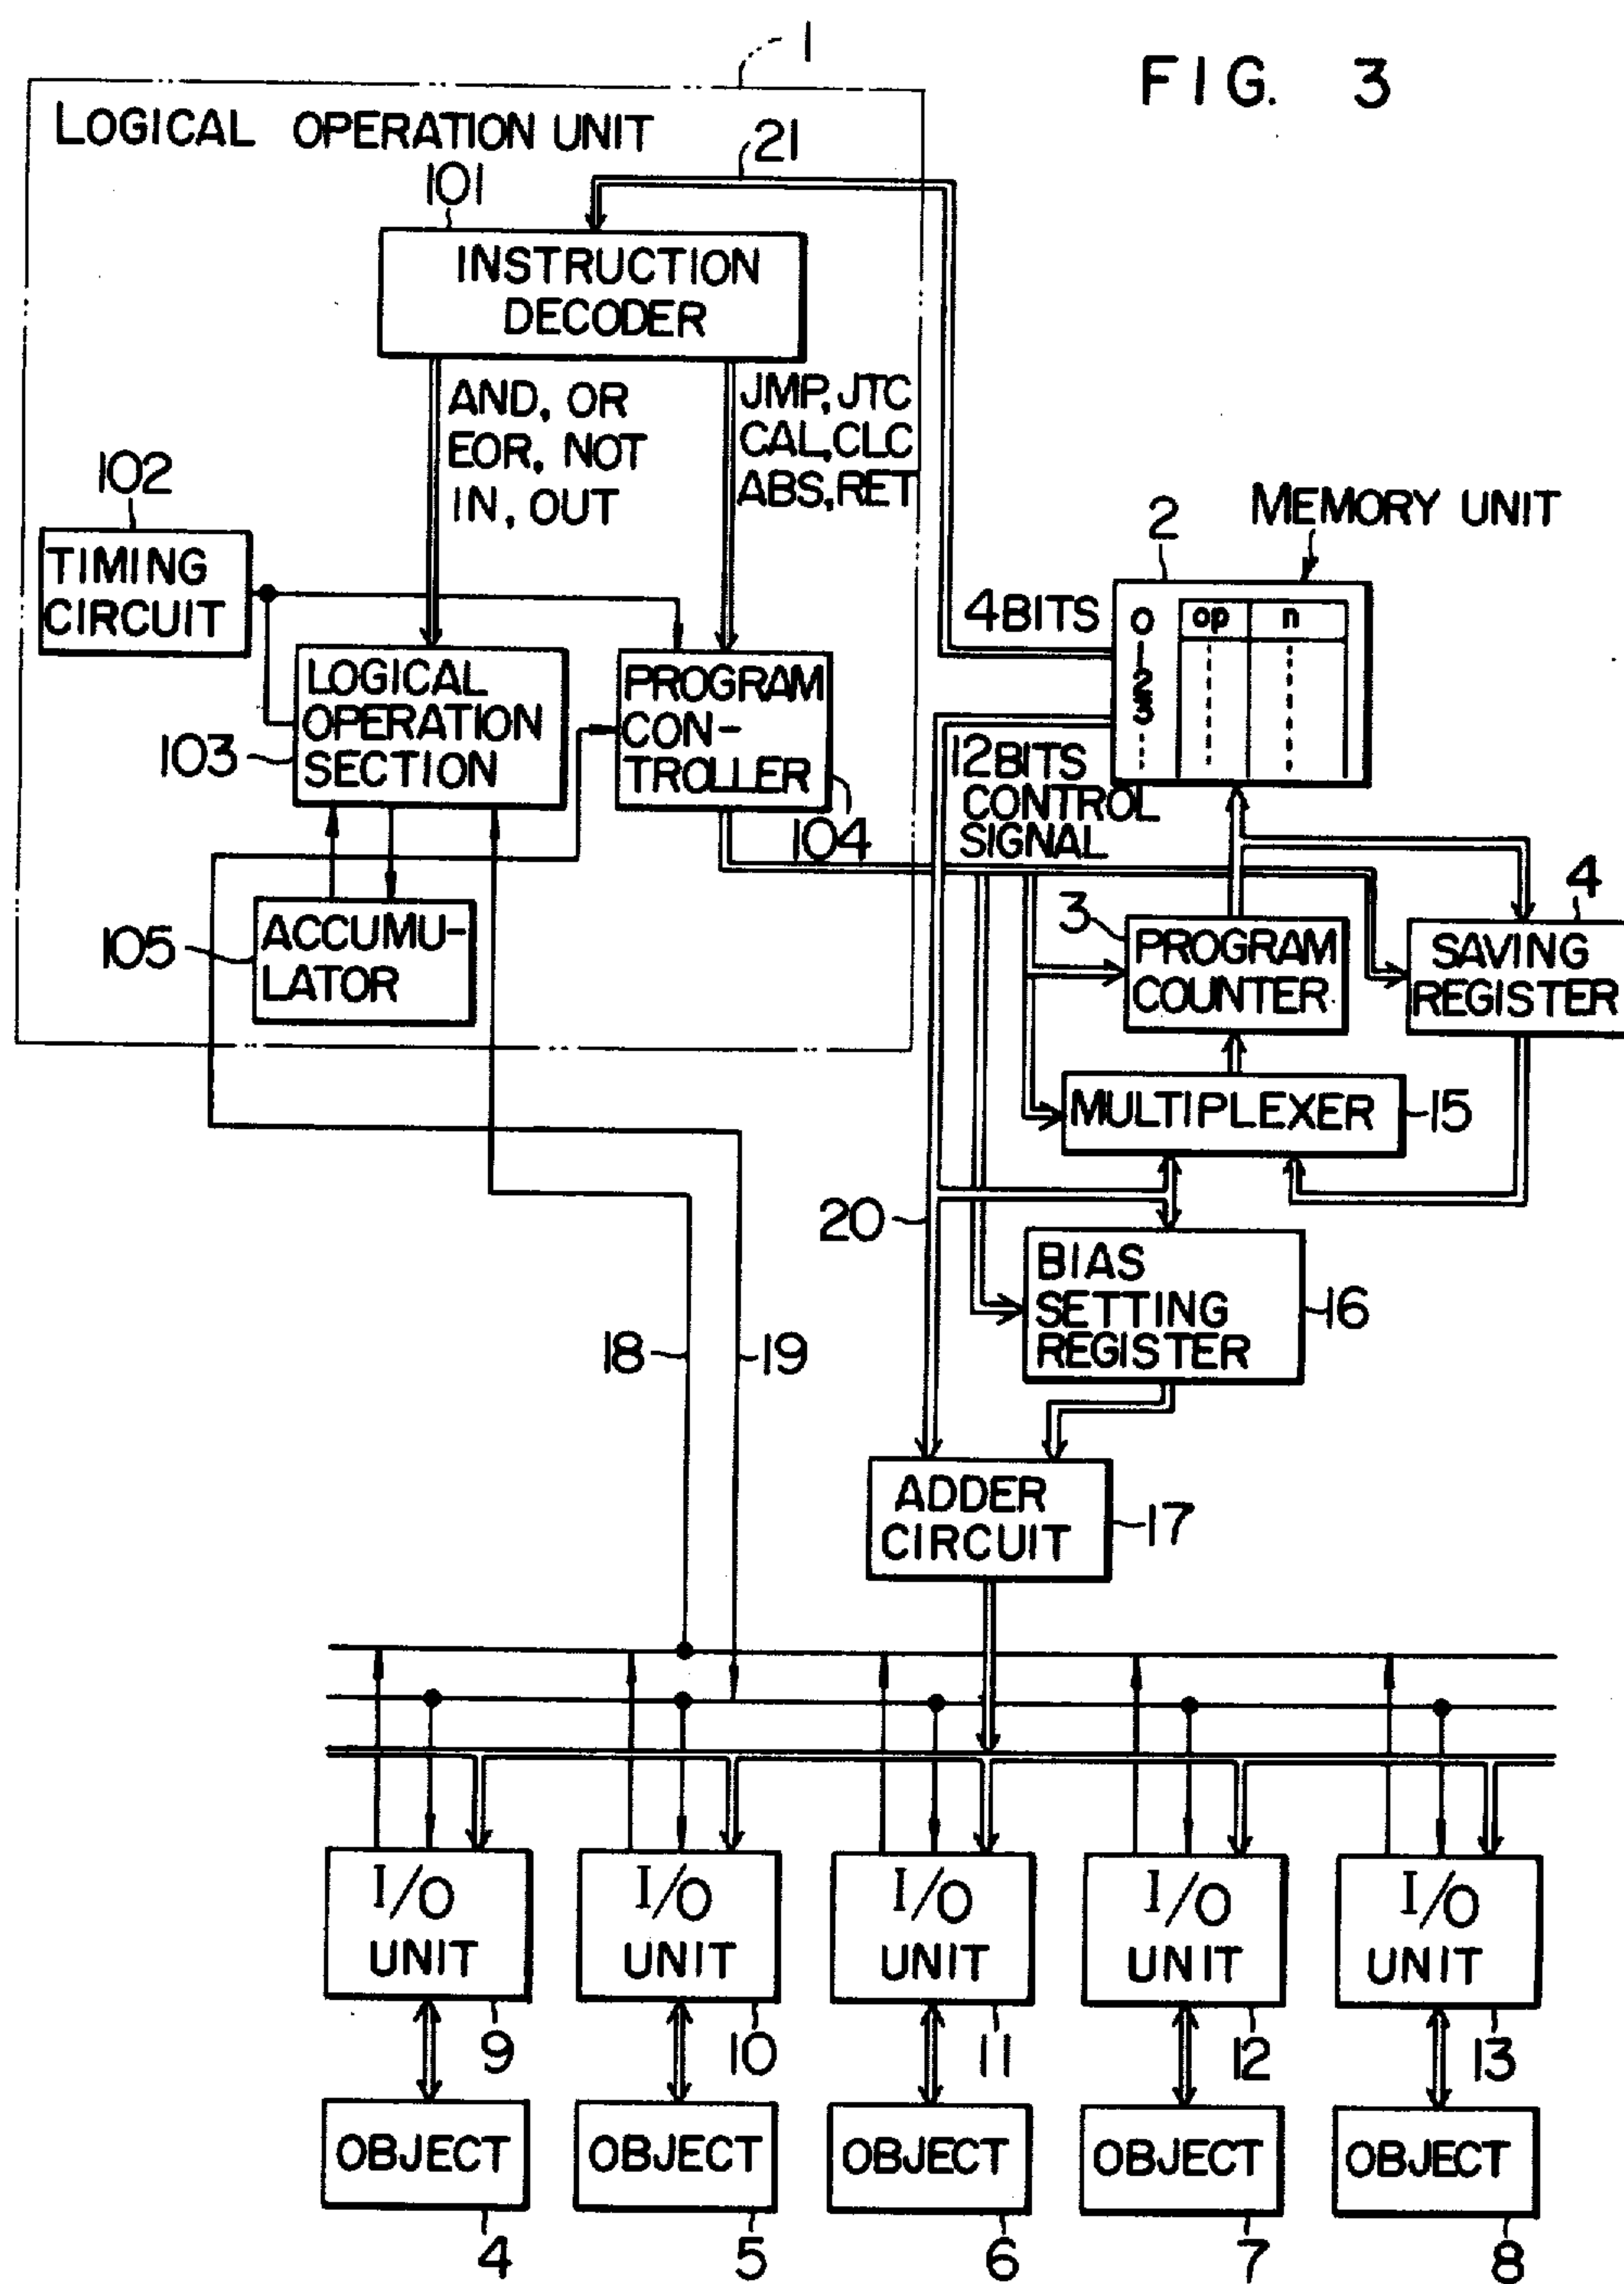 FIG. 3
1
LOGICAL OPERATION UNIT
21
101
INSTRUCTION
DECODER
AND, OR
EOR, NOT
IN, OUT
JMP, JTC
CAL, CLC
ABS, RET
102
TIMING
CIRCUIT
2
MEMORY UNIT
4BITS
0
1
2
3
op
n
LOGICAL
OPERATION
SECTION
103
PROGRAM
CON-
TROLLER
104
12BITS
CONTROL
SIGNAL
105
ACCUMU-
LATOR
3
PROGRAM
COUNTER
4
SAVING
REGISTER
MULTIPLEXER
15
20
BIAS
SETTING
REGISTER
16
18
19
ADDER
CIRCUIT
17
I/O
UNIT
I/O
UNIT
I/O
UNIT
I/O
UNIT
I/O
UNIT
9
10
11
12
13
OBJECT
OBJECT
OBJECT
OBJECT
OBJECT
4
5
6
7
8